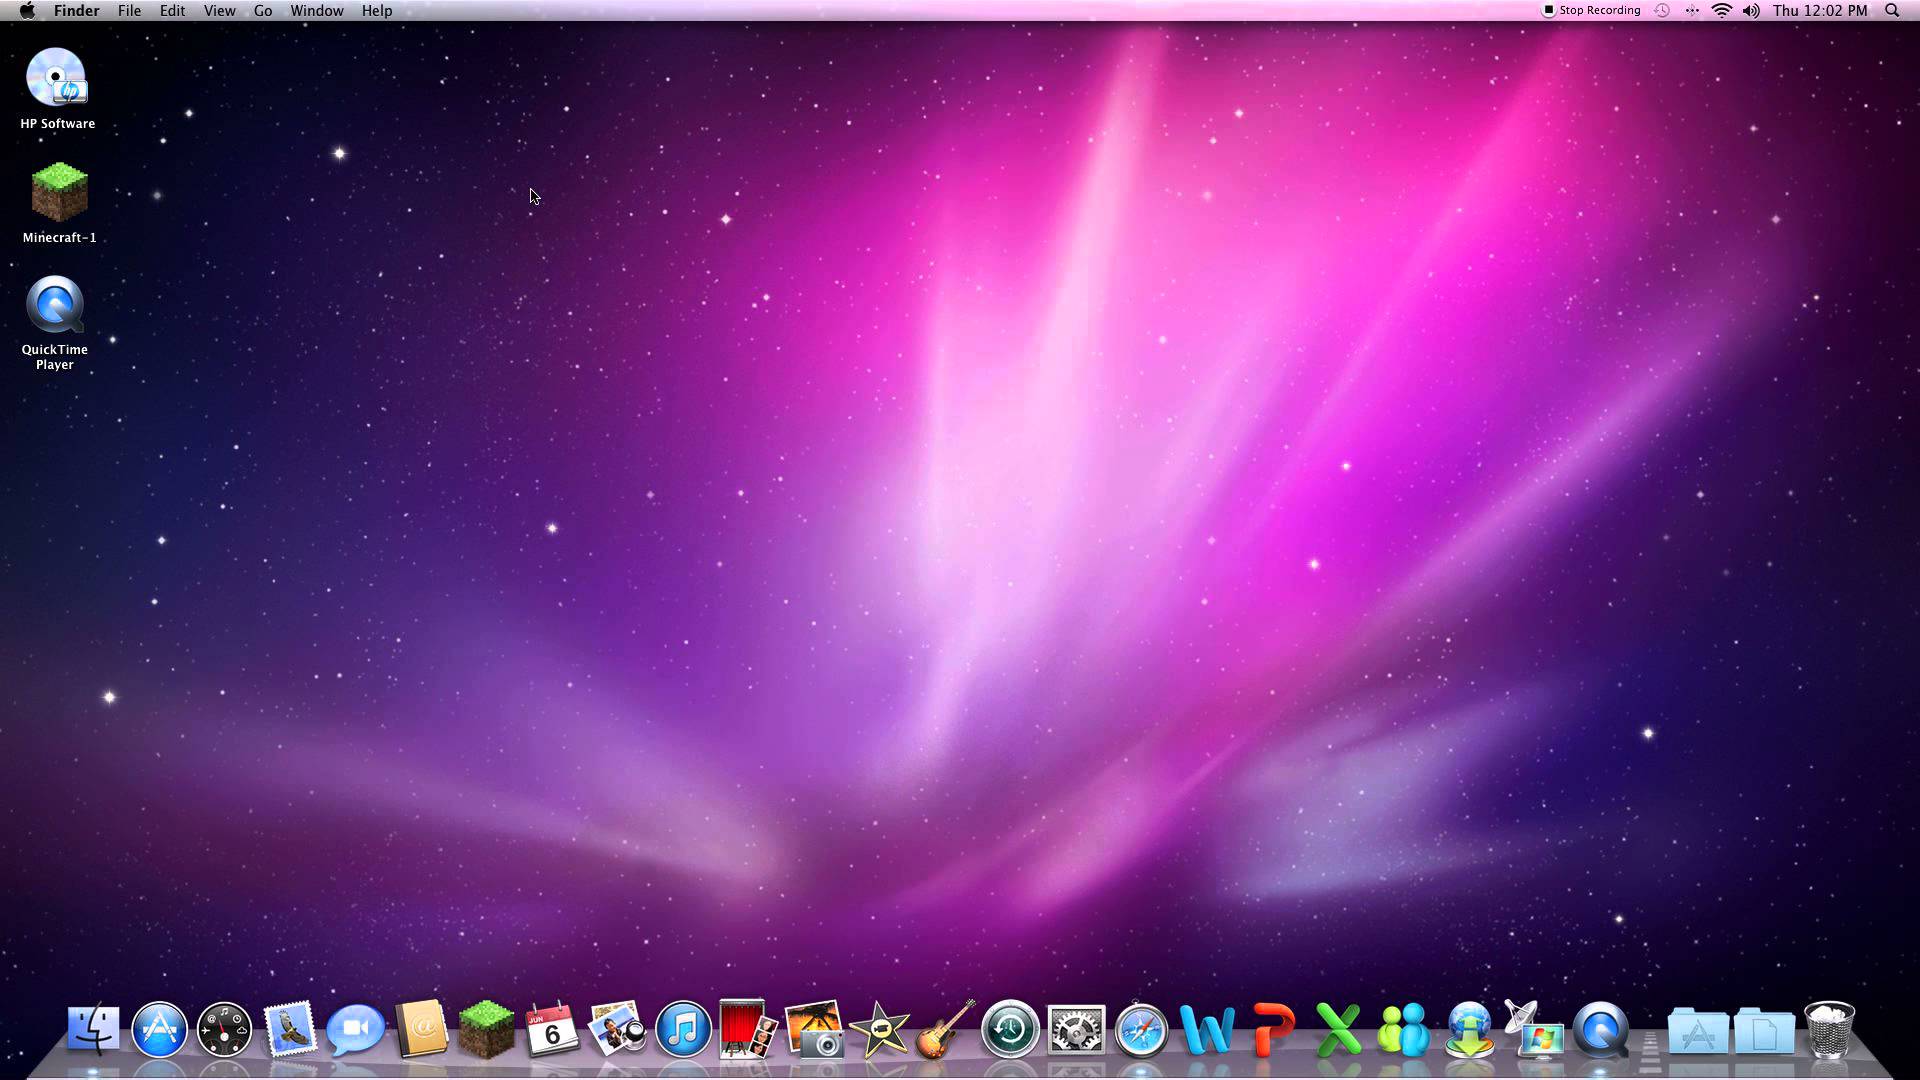 Finder File Edit View Go Window Help
Stop Recording Thu 12:02 PM
hp
HP Software
Minecraft-1
QuickTime
Player
JUN
6